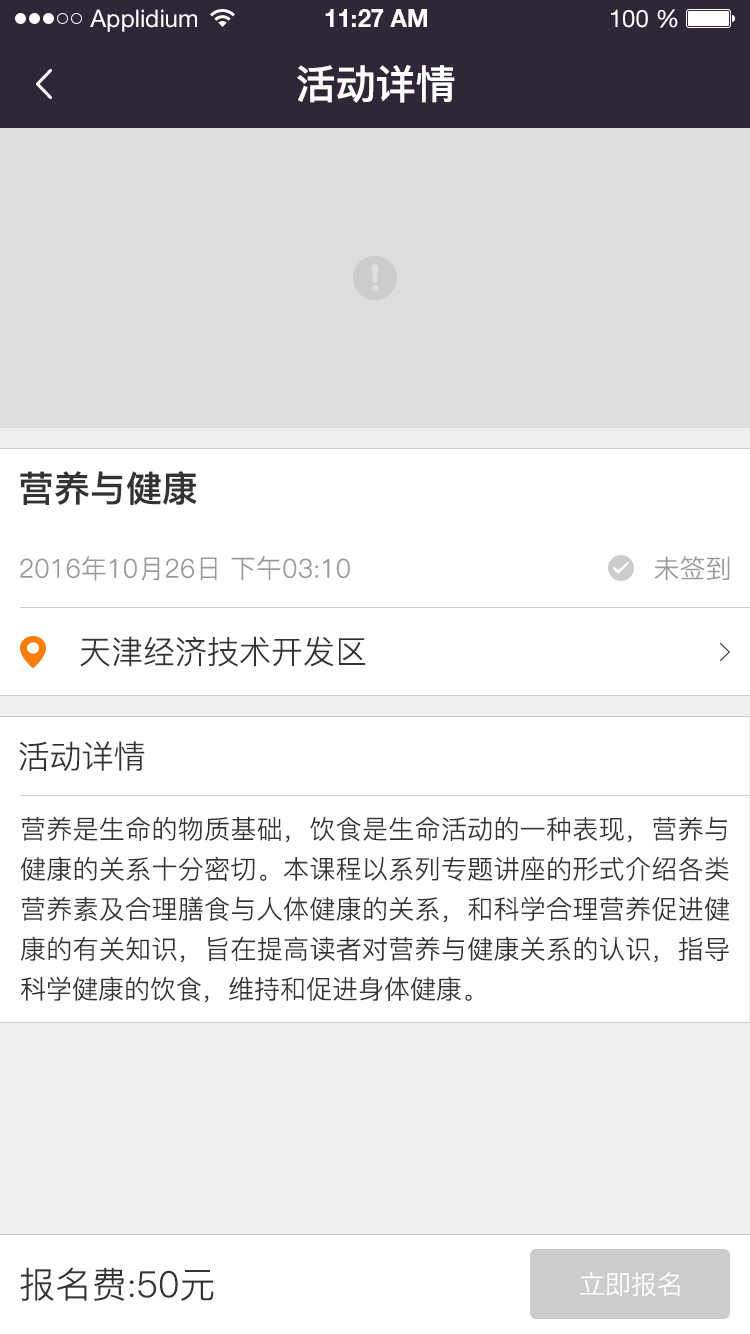 Applidium 11:27 AM 100 %
活动详情
营养与健康
2016年10月26日 下午03:10 未签到
天津经济技术开发区
活动详情
营养是生命的物质基础，饮食是生命活动的一种表现，营养与
健康的关系十分密切。本课程以系列专题讲座的形式介绍各类
营养素及合理膳食与人体健康的关系，和科学合理营养促进健
康的有关知识，旨在提高读者对营养与健康关系的认识，指导
科学健康的饮食，维持和促进身体健康。
报名费:50元 立即报名